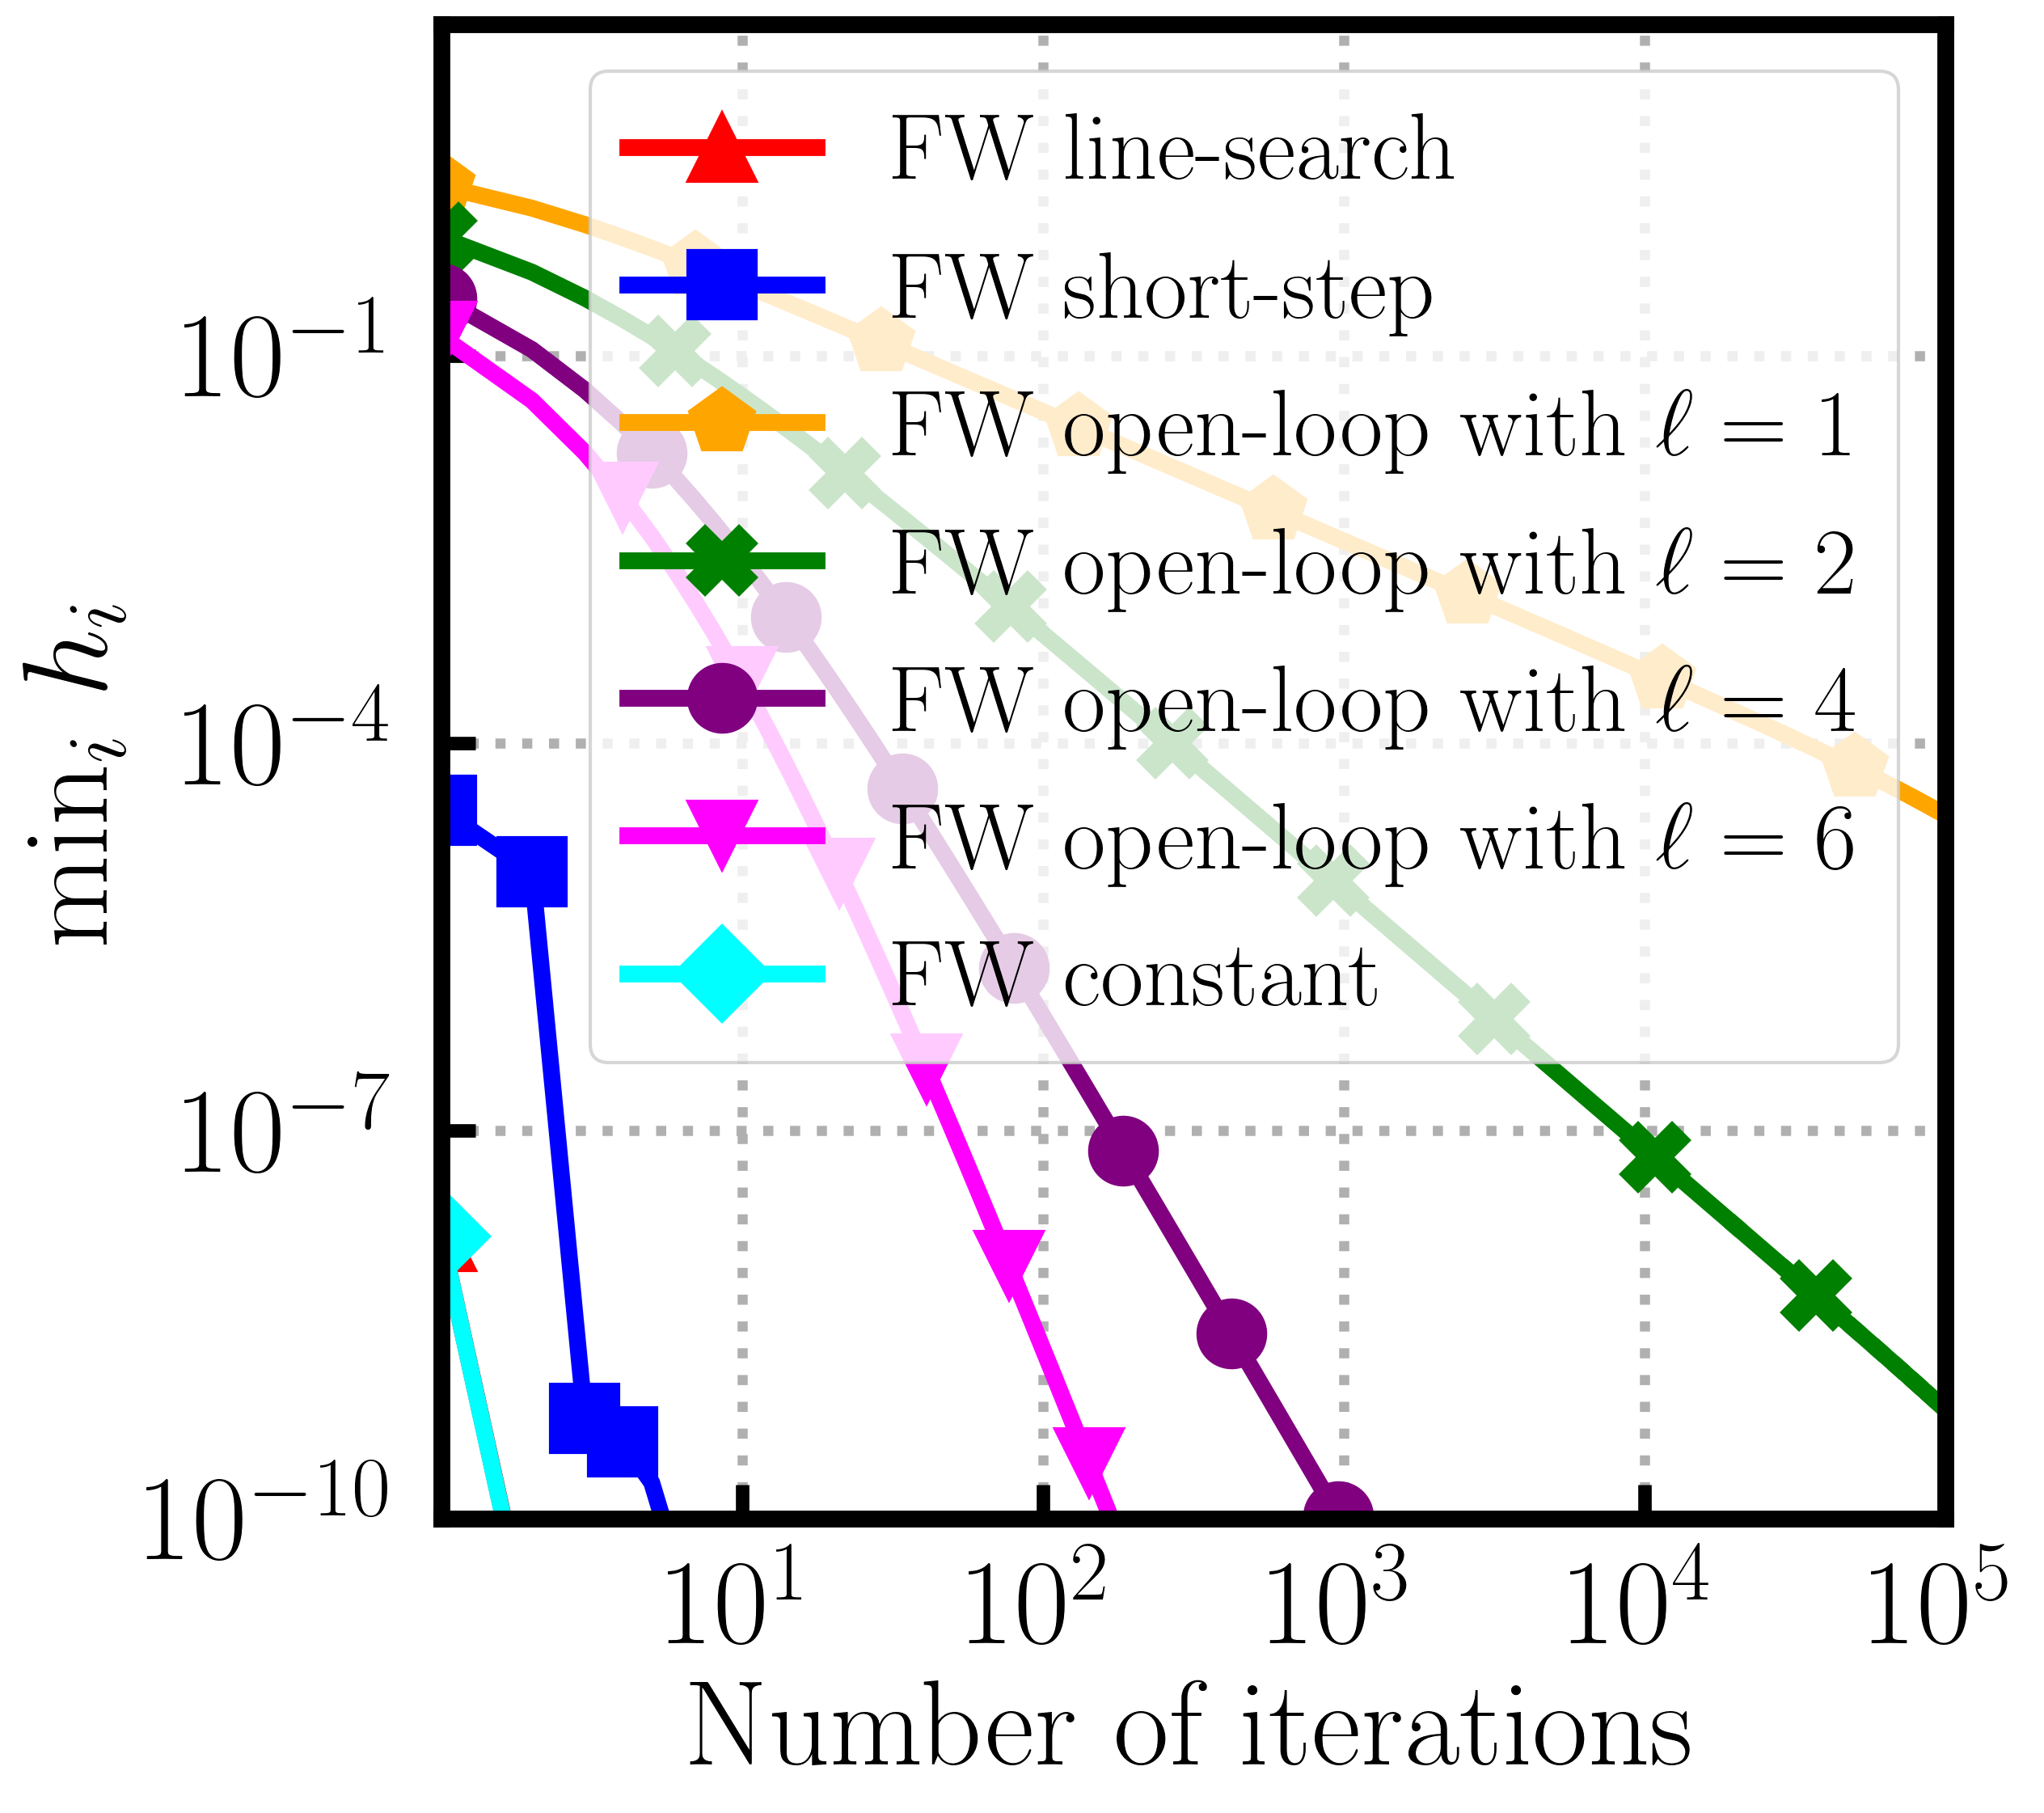 min_i h_i
10^{-1}
10^{-4}
10^{-7}
10^{-10}
FW line-search
FW short-step
FW open-loop with ℓ = 1
FW open-loop with ℓ = 2
FW open-loop with ℓ = 4
FW open-loop with ℓ = 6
FW constant
10^1 10^2 10^3 10^4 10^5
Number of iterations